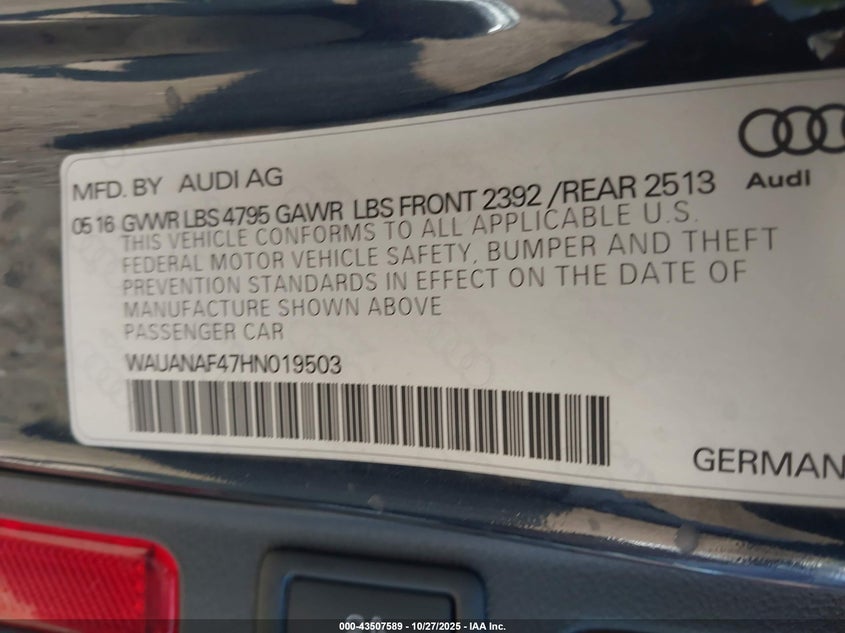 MFD. BY AUDI AG
05 16 GVWR LBS 4795 GAWR LBS FRONT 2392 /REAR 2513
Audi
THIS VEHICLE CONFORMS TO ALL APPLICABLE U.S.
FEDERAL MOTOR VEHICLE SAFETY, BUMPER AND THEFT
PREVENTION STANDARDS IN EFFECT ON THE DATE OF
MANUFACTURE SHOWN ABOVE
PASSENGER CAR
WAUANAF47HN019503
GERMAN
000-43507589 - 10/27/2025 - IAA Inc.